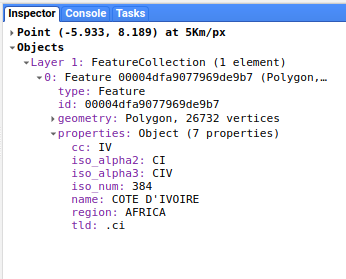 Inspector Console Tasks
Point (-5.933, 8.189) at 5Km/px
Objects
Layer 1: FeatureCollection (1 element)
0: Feature 00004dfa9077969de9b7 (Polygon,…
type: Feature
id: 00004dfa9077969de9b7
geometry: Polygon, 26732 vertices
properties: Object (7 properties)
cc: IV
iso_alpha2: CI
iso_alpha3: CIV
iso_num: 384
name: COTE D'IVOIRE
region: AFRICA
tld: .ci